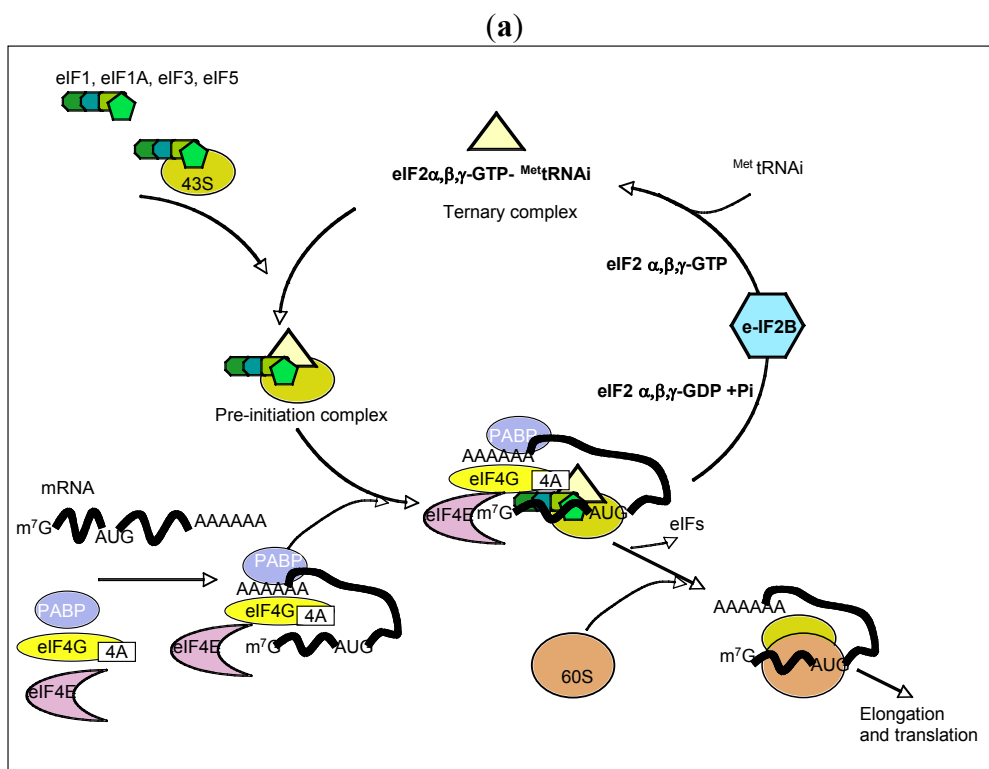 (a)
eIF1, eIF1A, eIF3, eIF5
43S
eIF2α,β,γ-GTP- ᴹᵉᵗtRNAi
Ternary complex
ᴹᵉᵗ tRNAi
eIF2 α,β,γ-GTP
e-IF2B
eIF2 α,β,γ-GDP +Pi
Pre-initiation complex
PABP
AAAAAA
eIF4G
4A
eIF4E
m⁷G
AUG
eIFs
mRNA
m⁷G
AUG
AAAAAA
PABP
eIF4G
4A
eIF4E
PABP
AAAAAA
eIF4G
4A
eIF4E
m⁷G
AUG
60S
AAAAAA
m⁷G
AUG
Elongation
and translation